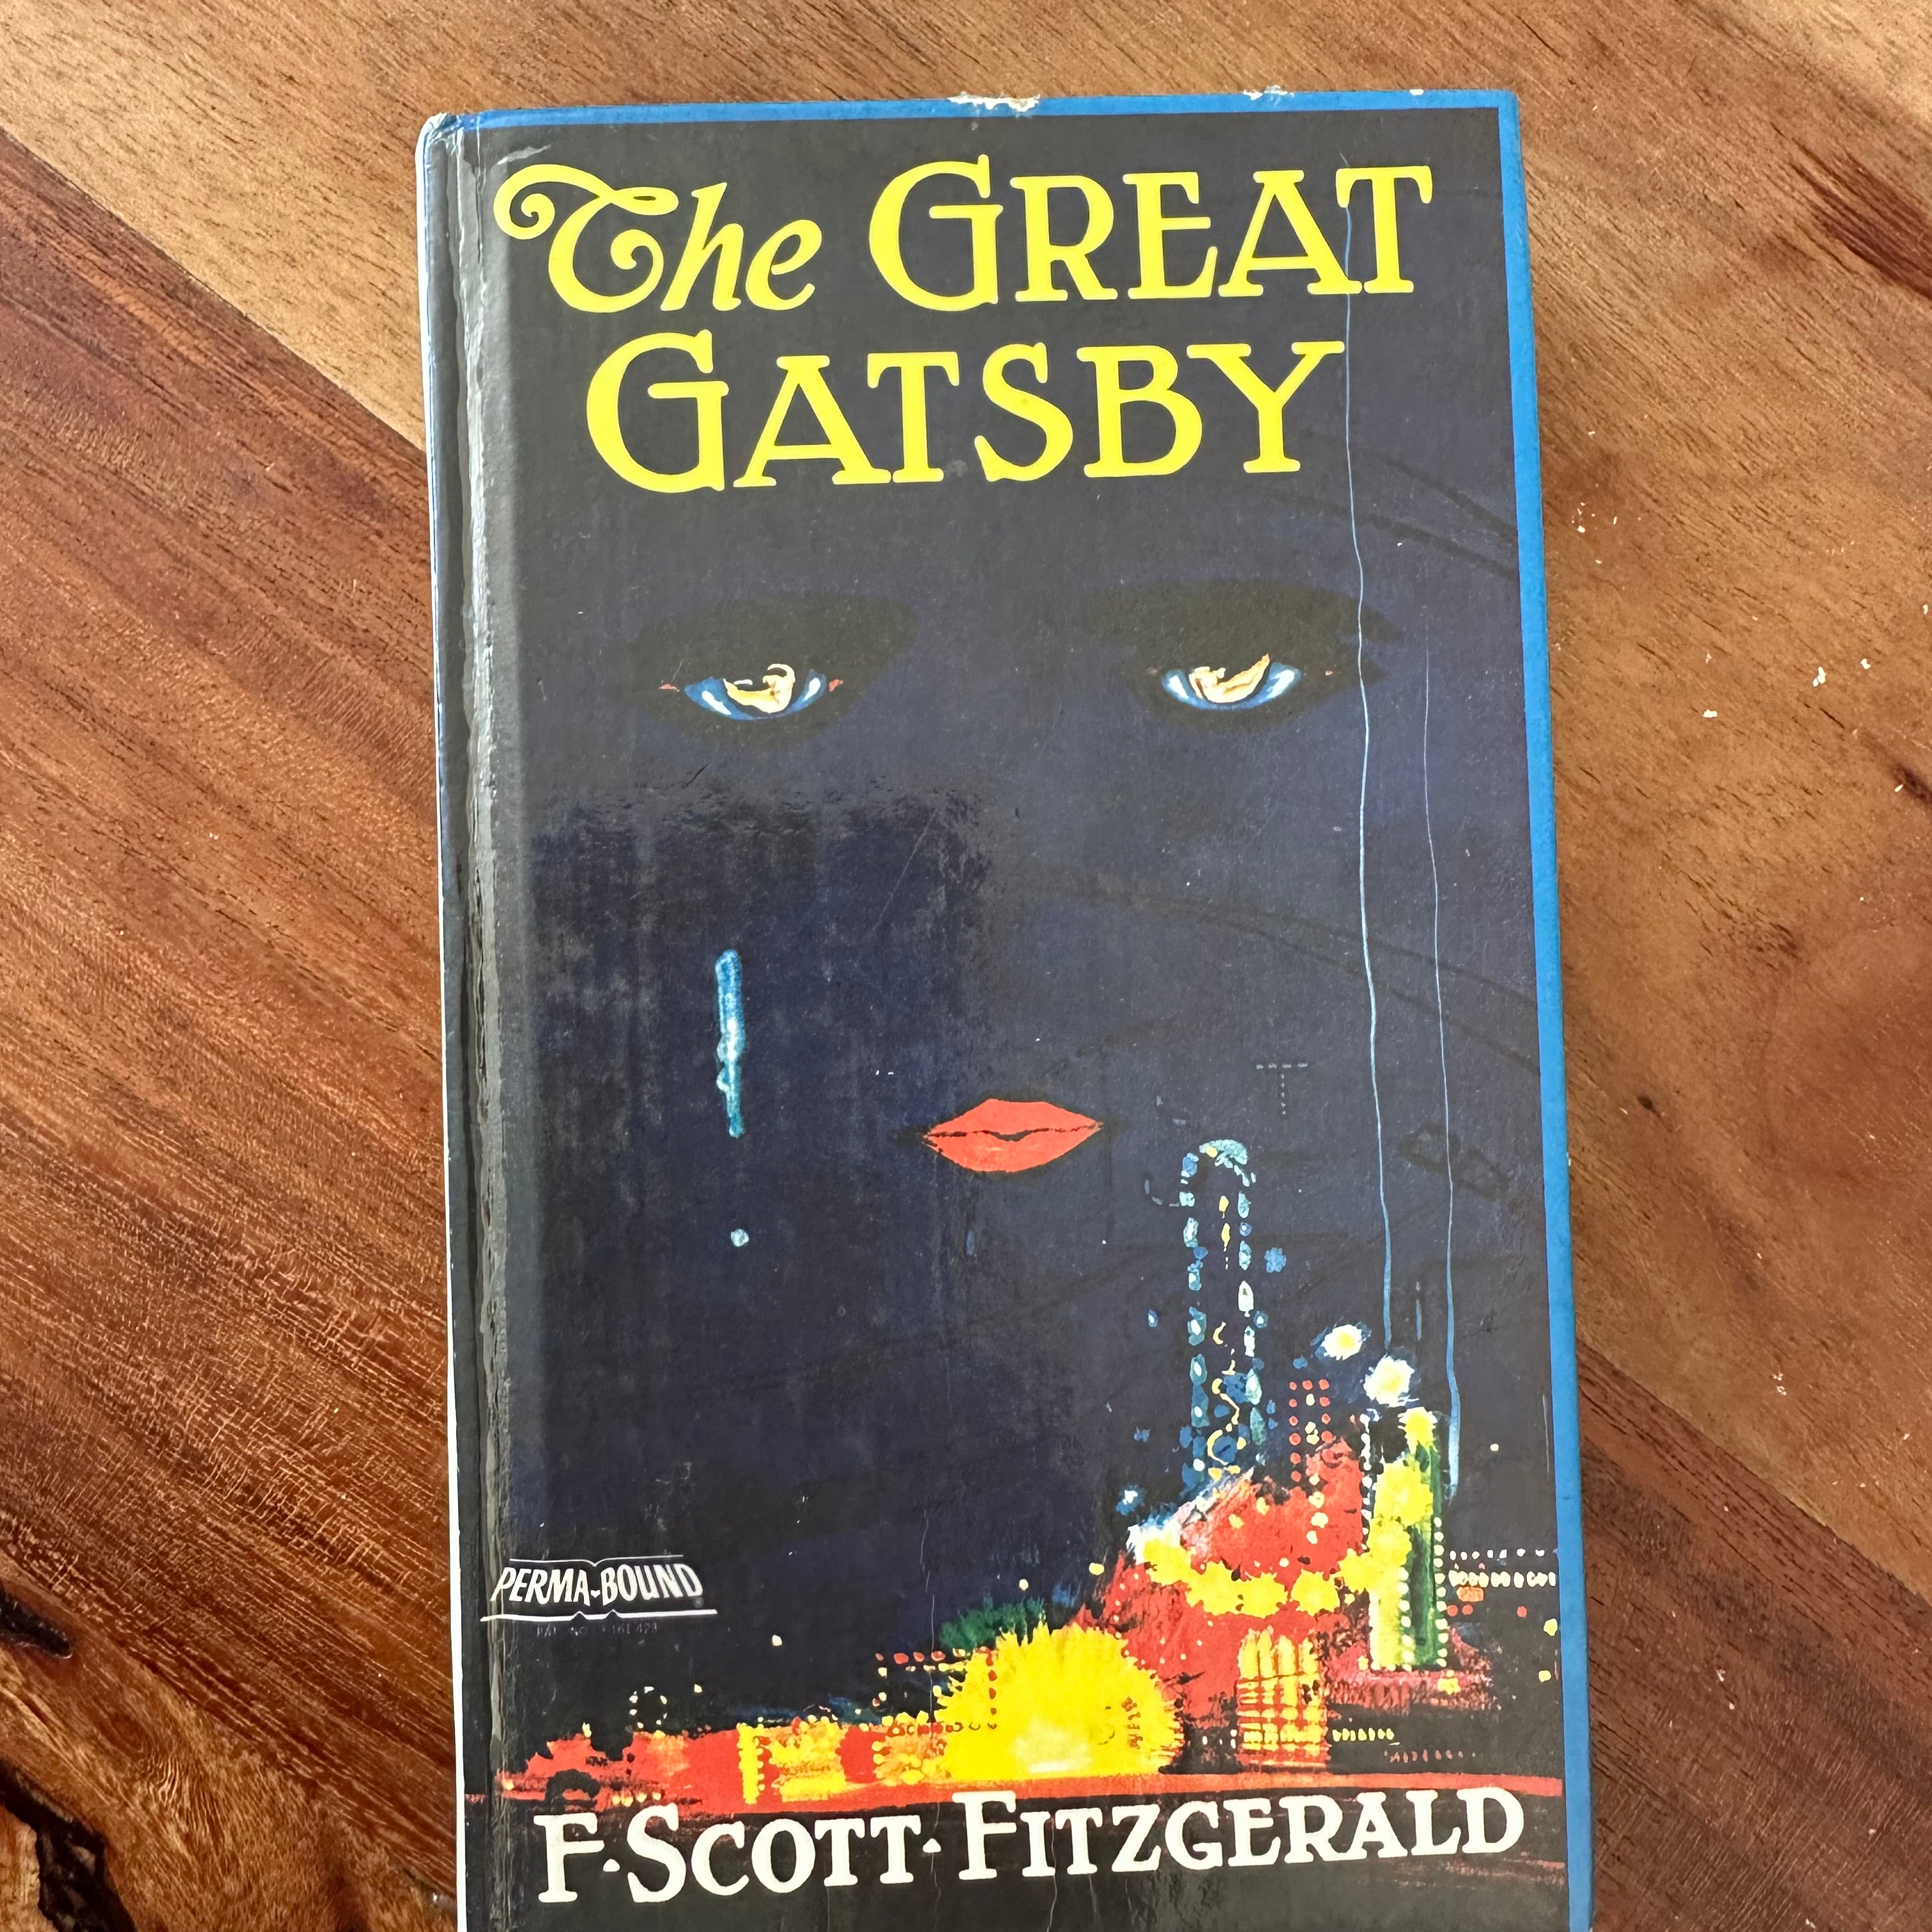 The GREAT
GATSBY
PERMA-BOUND
F·SCOTT·FITZGERALD